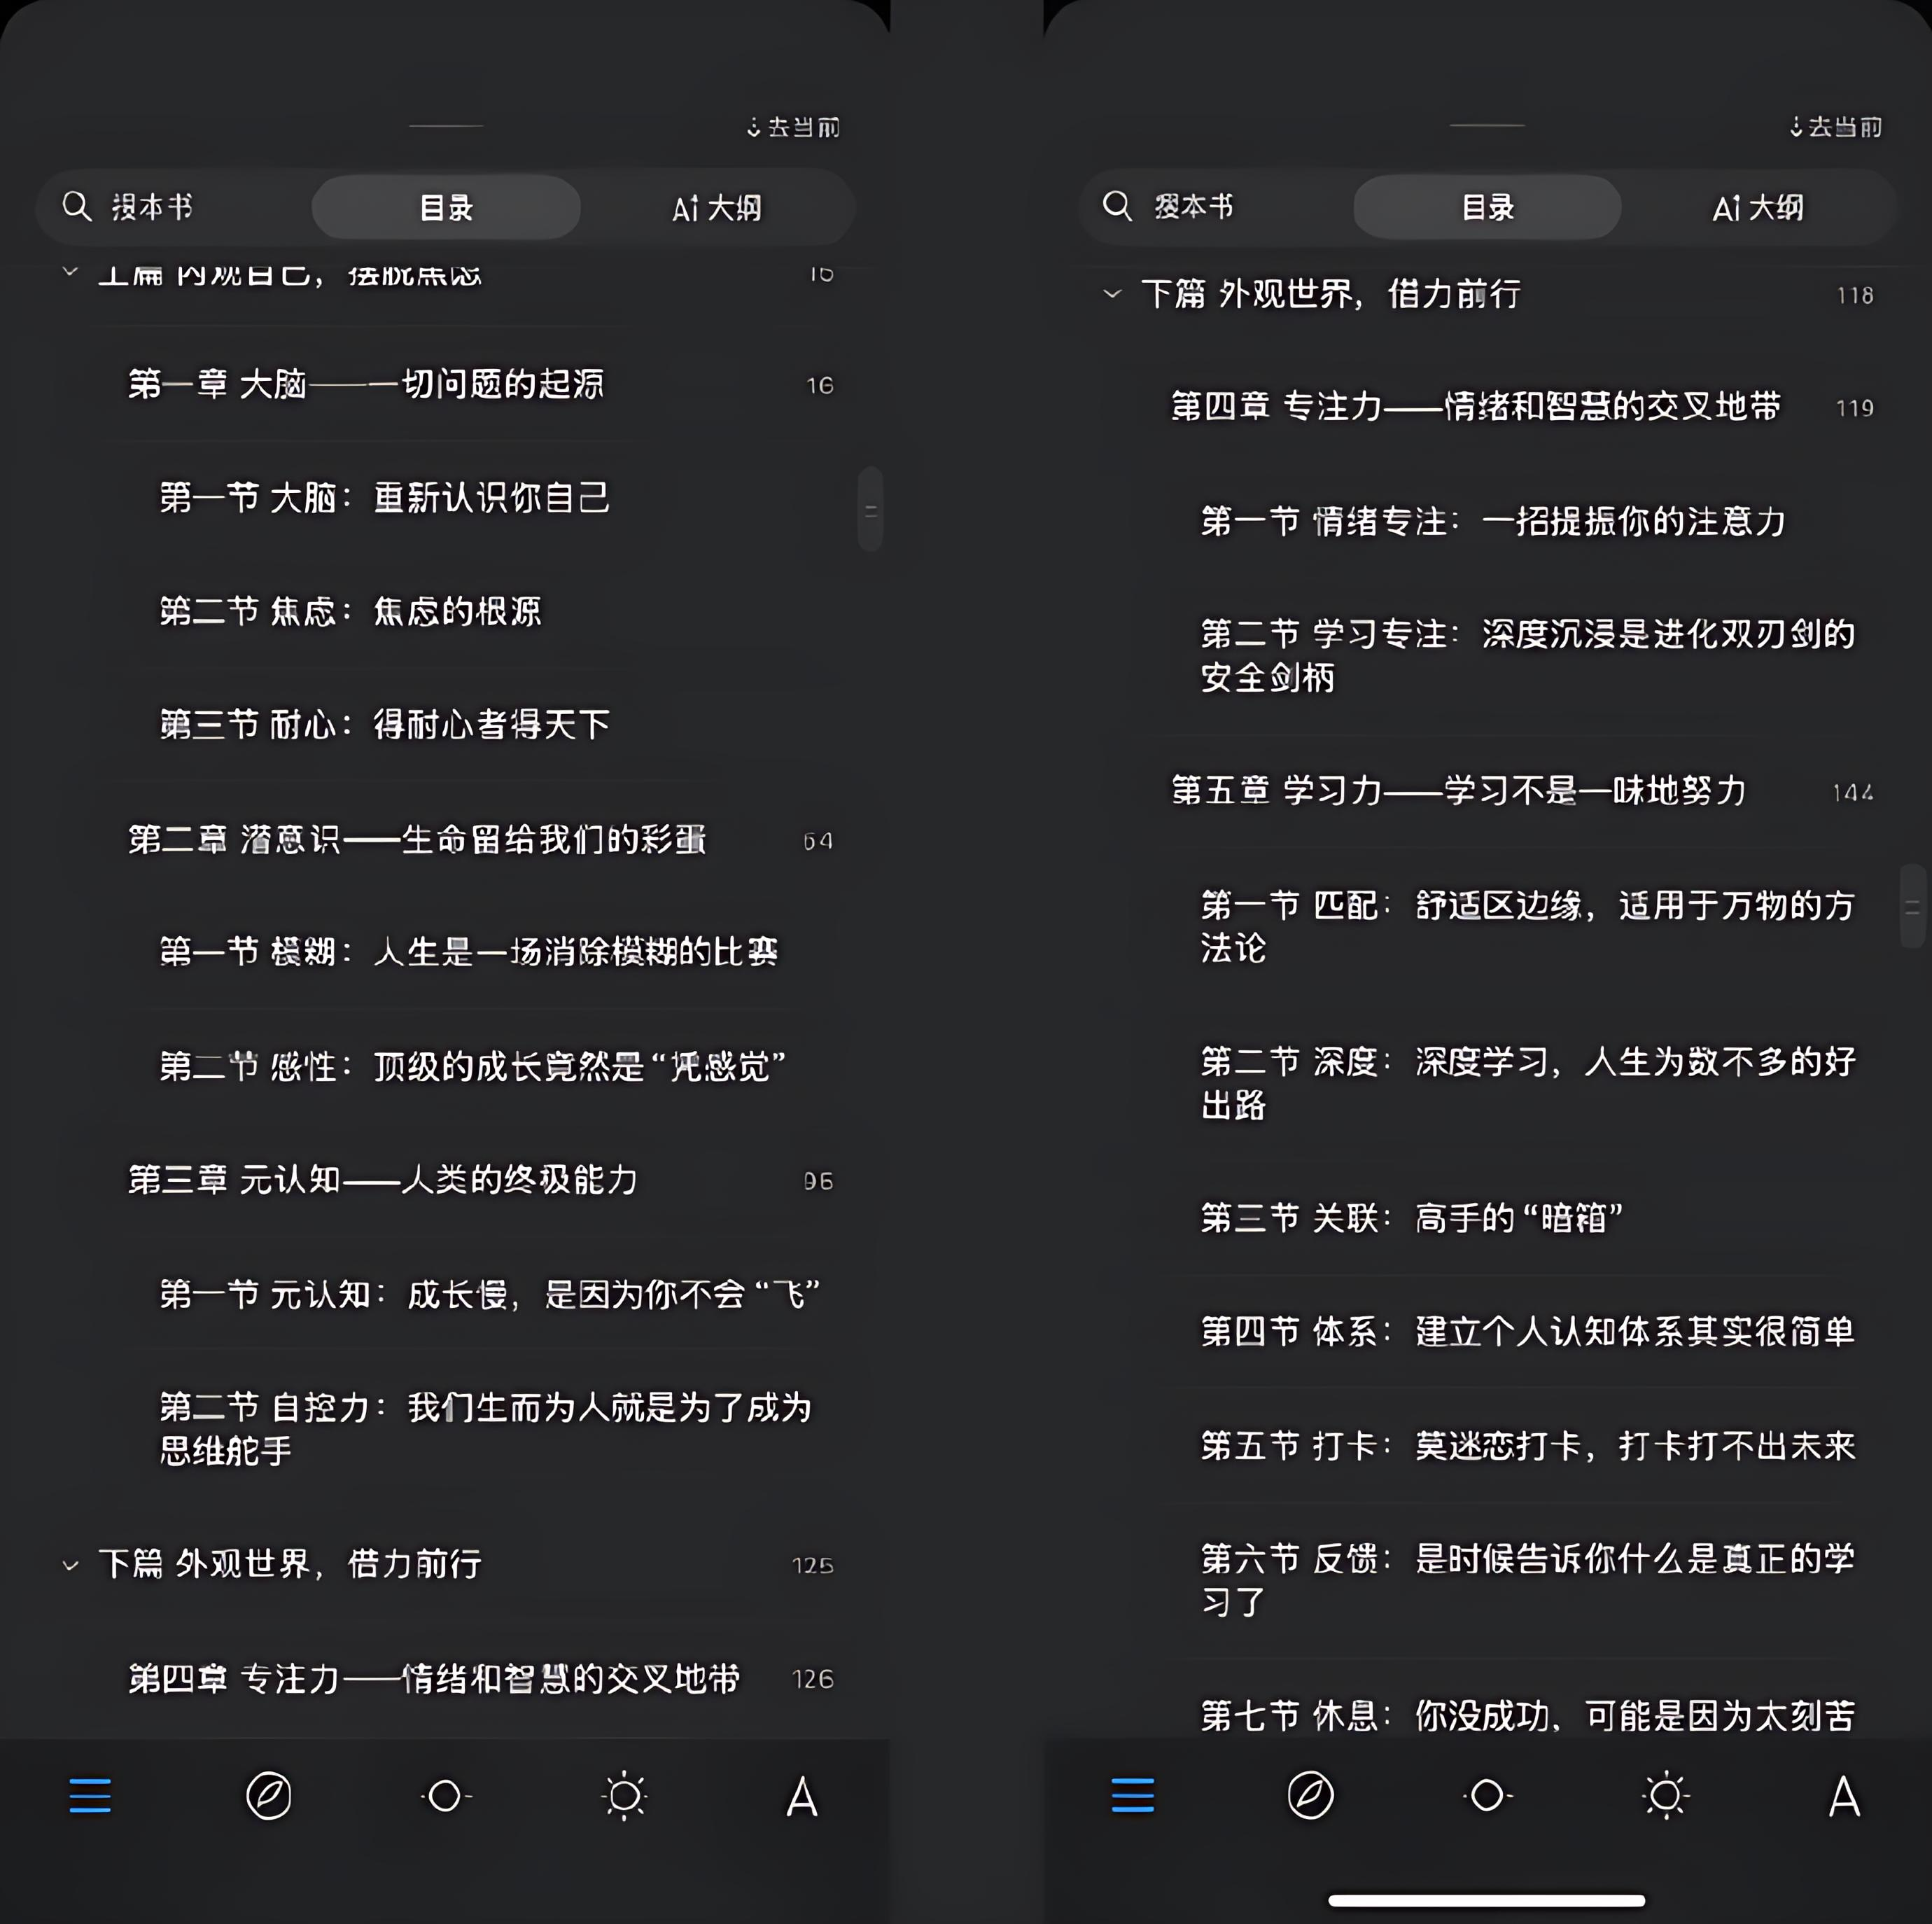 去当前
搜本书
目录
Ai 大纲
上篇 内观自己，摆脱焦虑 16
第一章 大脑——一切问题的起源 16
第一节 大脑：重新认识你自己
第二节 焦虑：焦虑的根源
第三节 耐心：得耐心者得天下
第二章 潜意识——生命留给我们的彩蛋 64
第一节 模糊：人生是一场消除模糊的比赛
第二节 感性：顶级的成长竟然是“凭感觉”
第三章 元认知——人类的终极能力 96
第一节 元认知：成长慢，是因为你不会“飞”
第二节 自控力：我们生而为人就是为了成为
思维舵手
下篇 外观世界，借力前行 125
第四章 专注力——情绪和智慧的交叉地带 126
A
去当前
搜本书
目录
Ai 大纲
下篇 外观世界，借力前行 118
第四章 专注力——情绪和智慧的交叉地带 119
第一节 情绪专注：一招提振你的注意力
第二节 学习专注：深度沉浸是进化双刃剑的
安全剑柄
第五章 学习力——学习不是一味地努力 144
第一节 匹配：舒适区边缘，适用于万物的方
法论
第二节 深度：深度学习，人生为数不多的好
出路
第三节 关联：高手的“暗箱”
第四节 体系：建立个人认知体系其实很简单
第五节 打卡：莫迷恋打卡，打卡打不出未来
第六节 反馈：是时候告诉你什么是真正的学
习了
第七节 休息：你没成功，可能是因为太刻苦
A